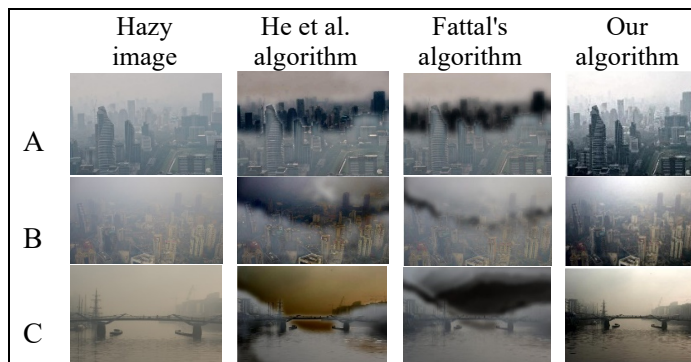 Hazy image
He et al. algorithm
Fattal's algorithm
Our algorithm
A
B
C